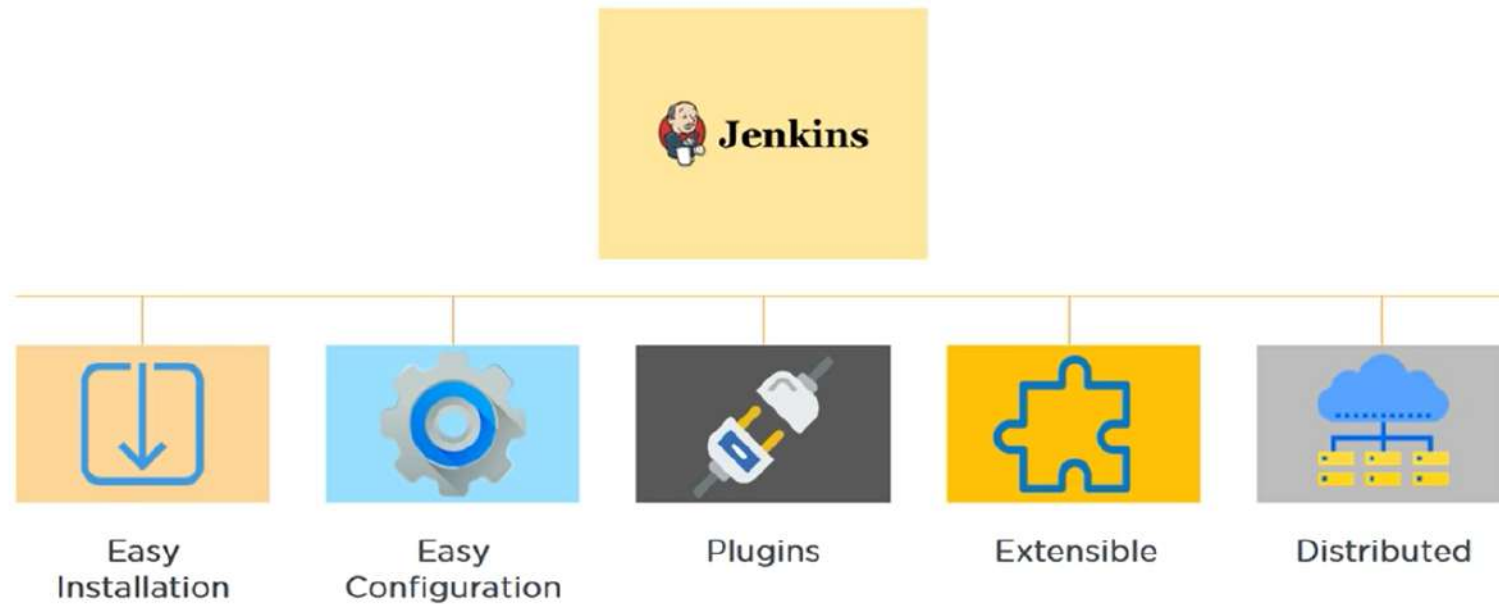 Jenkins
Easy
Installation
Easy
Configuration
Plugins
Extensible
Distributed